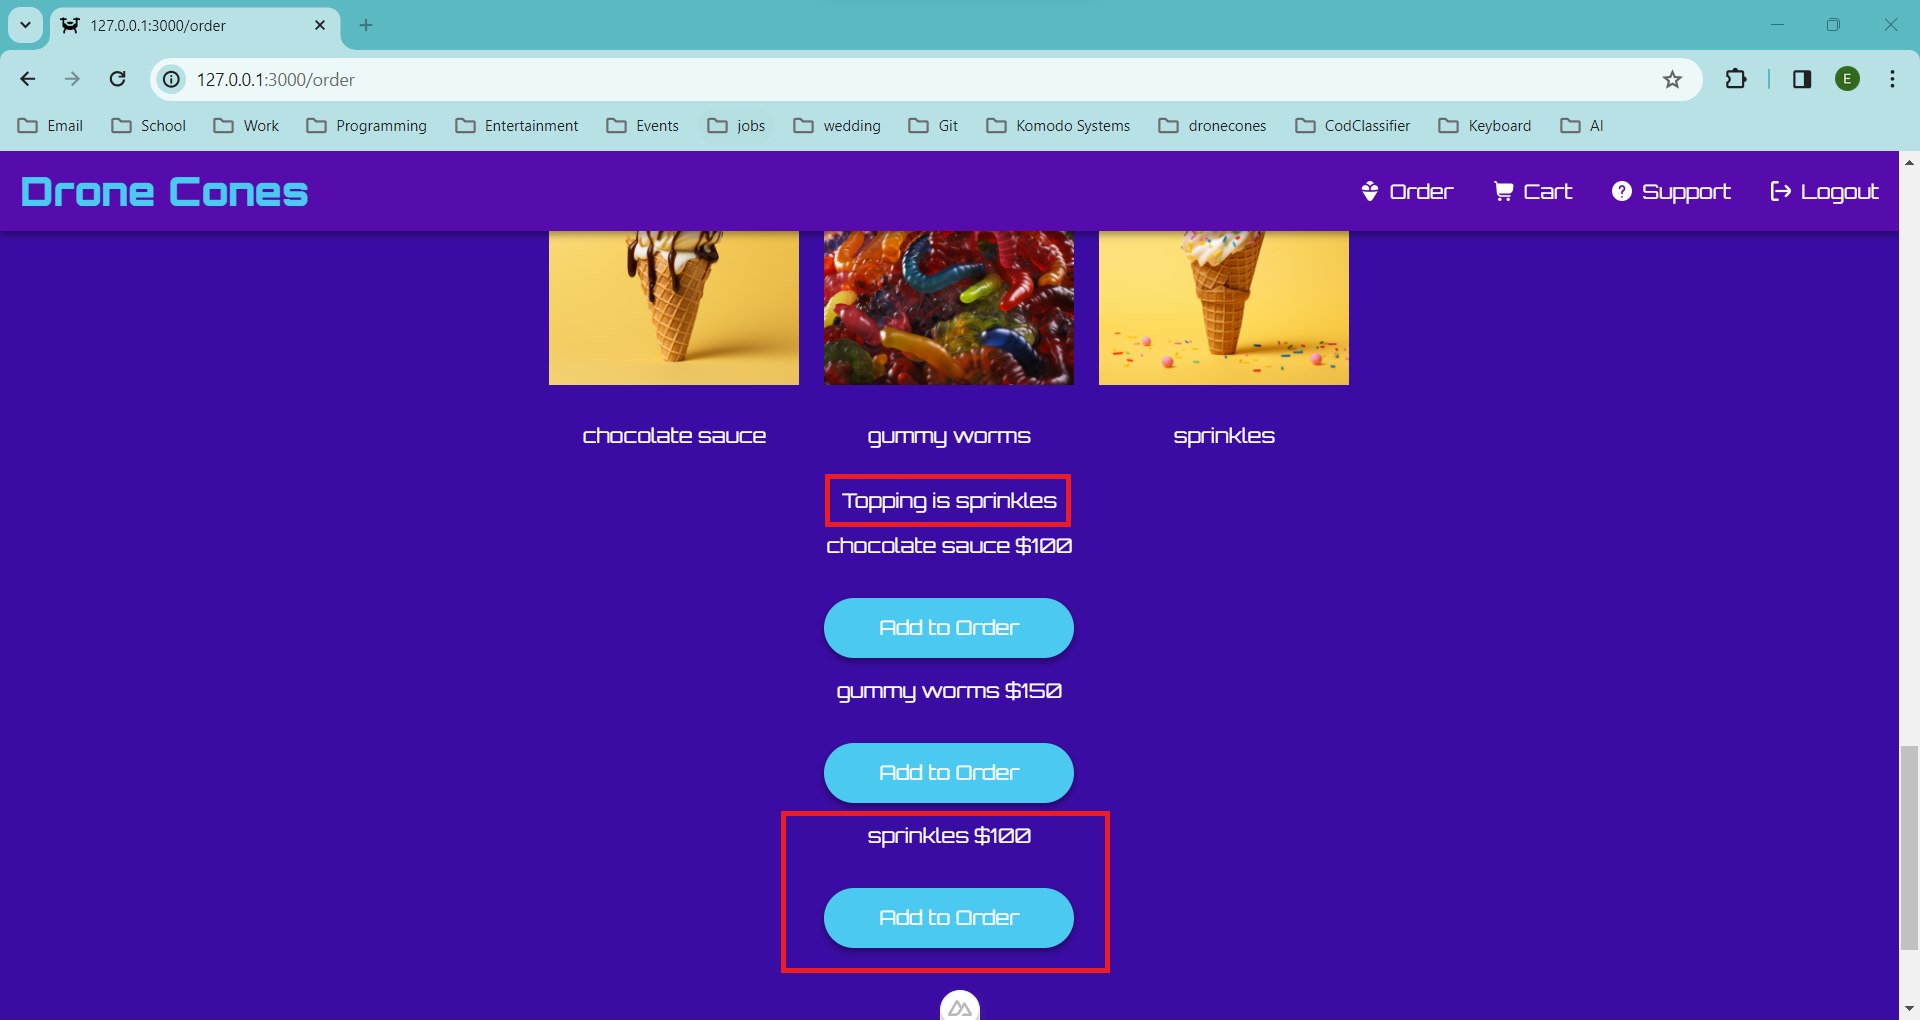 127.0.0.1:3000/order
127.0.0.1:3000/order
E
Email School Work Programming Entertainment Events jobs wedding Git Komodo Systems dronecones CodClassifier Keyboard AI
Drone Cones Order Cart Support Logout
chocolate sauce gummy worms sprinkles
Topping is sprinkles
chocolate sauce $100
Add to Order
gummy worms $150
Add to Order
sprinkles $100
Add to Order